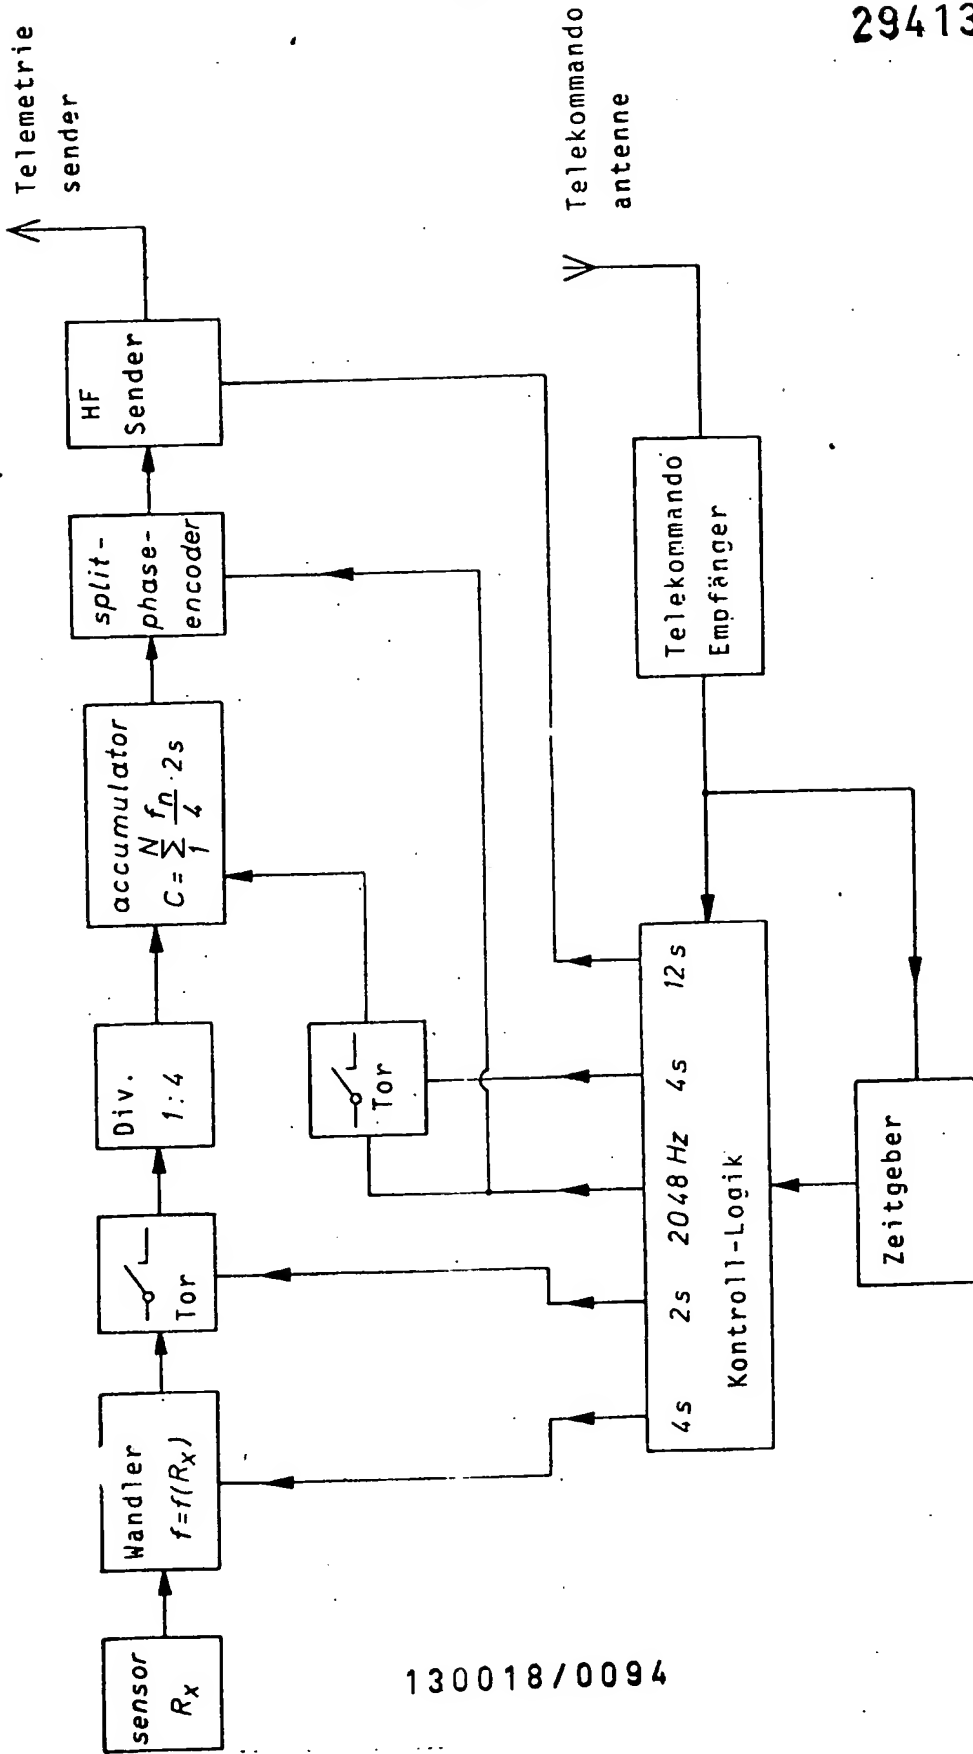 29413
Telemetrie
sender
HF
Sender
split-
phase-
encoder
accumulator
C = N Σ 1 fn/4 · 2s
Div.
1:4
Tor
Wandler
f=f(Rx)
sensor
Rx
Tor
Telekommando
antenne
Telekommando
Empfänger
4s 2s 2048 Hz 4s 12s
Kontroll-Logik
Zeitgeber
130018/0094